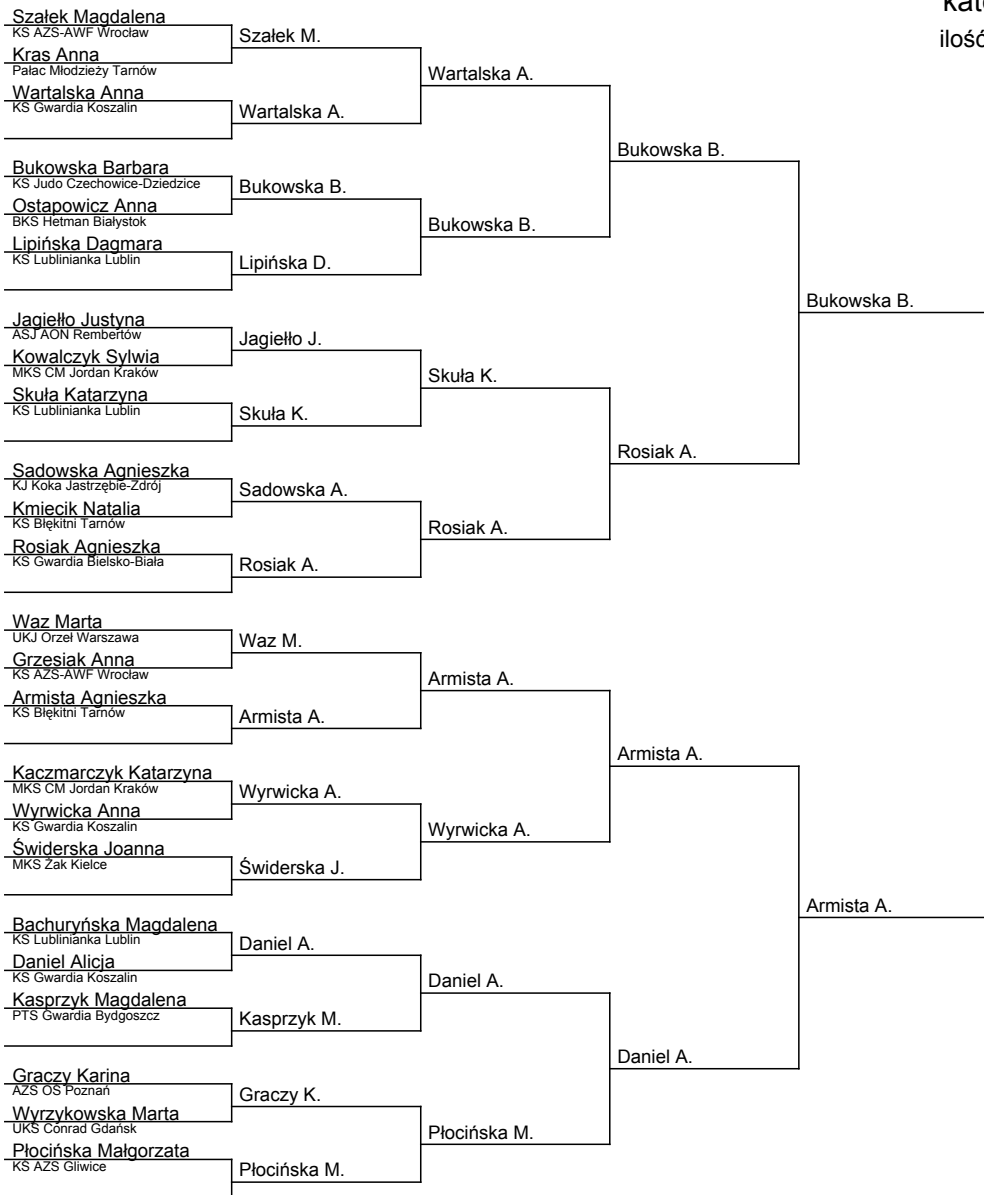 kate
ilość
Szałek Magdalena
KS AZS-AWF Wrocław
Kras Anna
Pałac Młodzieży Tarnów
Wartalska Anna
KS Gwardia Koszalin
Bukowska Barbara
KS Judo Czechowice-Dziedzice
Ostapowicz Anna
BKS Hetman Białystok
Lipińska Dagmara
KS Lublinianka Lublin
Jagiełło Justyna
ASJ AON Rembertów
Kowalczyk Sylwia
MKS CM Jordan Kraków
Skuła Katarzyna
KS Lublinianka Lublin
Sadowska Agnieszka
KJ Koka Jastrzębie-Zdrój
Kmiecik Natalia
KS Błękitni Tarnów
Rosiak Agnieszka
KS Gwardia Bielsko-Biała
Waz Marta
UKJ Orzeł Warszawa
Grzesiak Anna
KS AZS-AWF Wrocław
Armista Agnieszka
KS Błękitni Tarnów
Kaczmarczyk Katarzyna
MKS CM Jordan Kraków
Wyrwicka Anna
KS Gwardia Koszalin
Świderska Joanna
MKS Żak Kielce
Bachuryńska Magdalena
KS Lublinianka Lublin
Daniel Alicja
KS Gwardia Koszalin
Kasprzyk Magdalena
PTS Gwardia Bydgoszcz
Graczy Karina
AZS OŚ Poznań
Wyrzykowska Marta
UKS Conrad Gdańsk
Płocińska Małgorzata
KS AZS Gliwice
Szałek M.
Wartalska A.
Bukowska B.
Lipińska D.
Jagiełło J.
Skuła K.
Sadowska A.
Rosiak A.
Waz M.
Armista A.
Wyrwicka A.
Świderska J.
Daniel A.
Kasprzyk M.
Graczy K.
Płocińska M.
Wartalska A.
Bukowska B.
Skuła K.
Rosiak A.
Armista A.
Wyrwicka A.
Daniel A.
Płocińska M.
Bukowska B.
Rosiak A.
Armista A.
Daniel A.
Bukowska B.
Armista A.